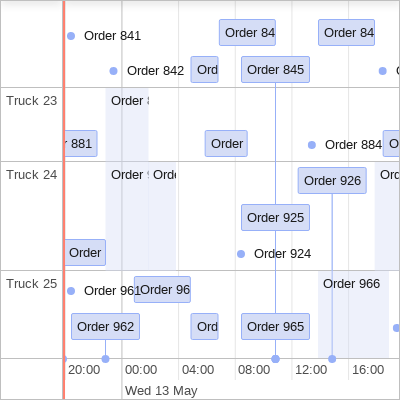 Order 841
Order 84
Order 84
Order 842
Ord
Order 845
Truck 23
Order
881
Order
Order 884
Truck 24
Order
Ord
Order 926
Order 925
Order
Order 924
Truck 25
Order 961
Order 96
Order 966
Order 962
Ord
Order 965
20:00
00:00
04:00
08:00
12:00
16:00
Wed 13 May